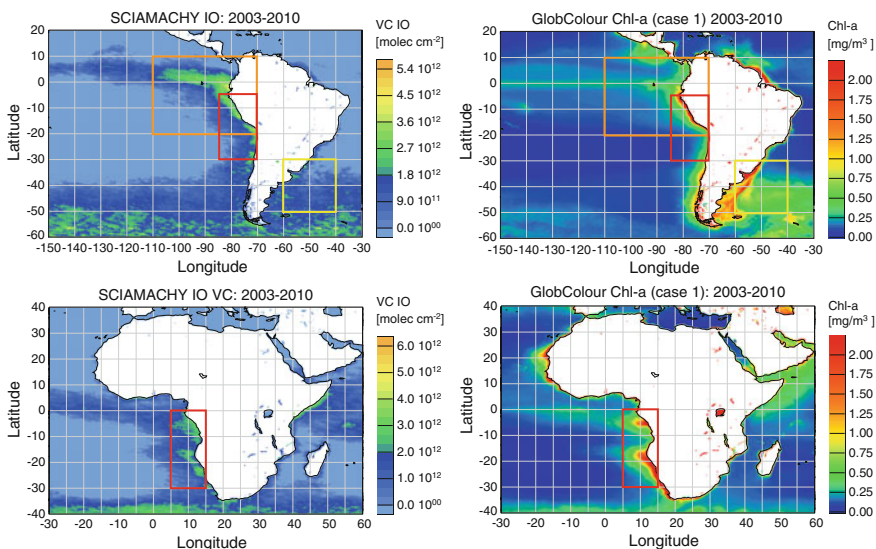 SCIAMACHY IO: 2003-2010
VC IO
[molec cm-2]
5.4 10¹²
4.5 10¹²
3.6 10¹²
2.7 10¹²
1.8 10¹²
9.0 10¹¹
0.0 10⁰⁰
20
10
0
-10
-20
-30
-40
-50
-60
Latitude
-150 -140 -130 -120 -110 -100 -90 -80 -70 -60 -50 -40 -30
Longitude
GlobColour Chl-a (case 1) 2003-2010
Chl-a
[mg/m³ ]
2.00
1.75
1.50
1.25
1.00
0.75
0.50
0.25
0.00
20
10
0
-10
-20
-30
-40
-50
-60
Latitude
-150 -140 -130 -120 -110 -100 -90 -80 -70 -60 -50 -40 -30
Longitude
SCIAMACHY IO VC: 2003-2010
VC IO
[molec cm⁻²]
6.0 10¹²
5.0 10¹²
4.0 10¹²
3.0 10¹²
2.0 10¹²
1.0 10¹²
0.0 10⁰⁰
40
30
20
10
0
-10
-20
-30
-40
Latitude
-30 -20 -10 0 10 20 30 40 50 60
Longitude
GlobColour Chl-a (case 1): 2003-2010
Chl-a
[mg/m³ ]
2.00
1.75
1.50
1.25
1.00
0.75
0.50
0.25
0.00
40
30
20
10
0
-10
-20
-30
-40
Latitude
-30 -20 -10 0 10 20 30 40 50 60
Longitude